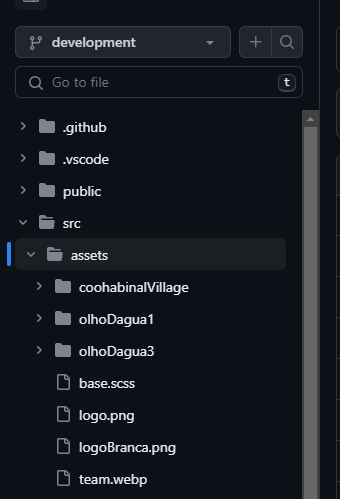 development
Go to file
t
.github
.vscode
public
src
assets
coohabinalVillage
olhoDagua1
olhoDagua3
base.scss
logo.png
logoBranca.png
team.webp